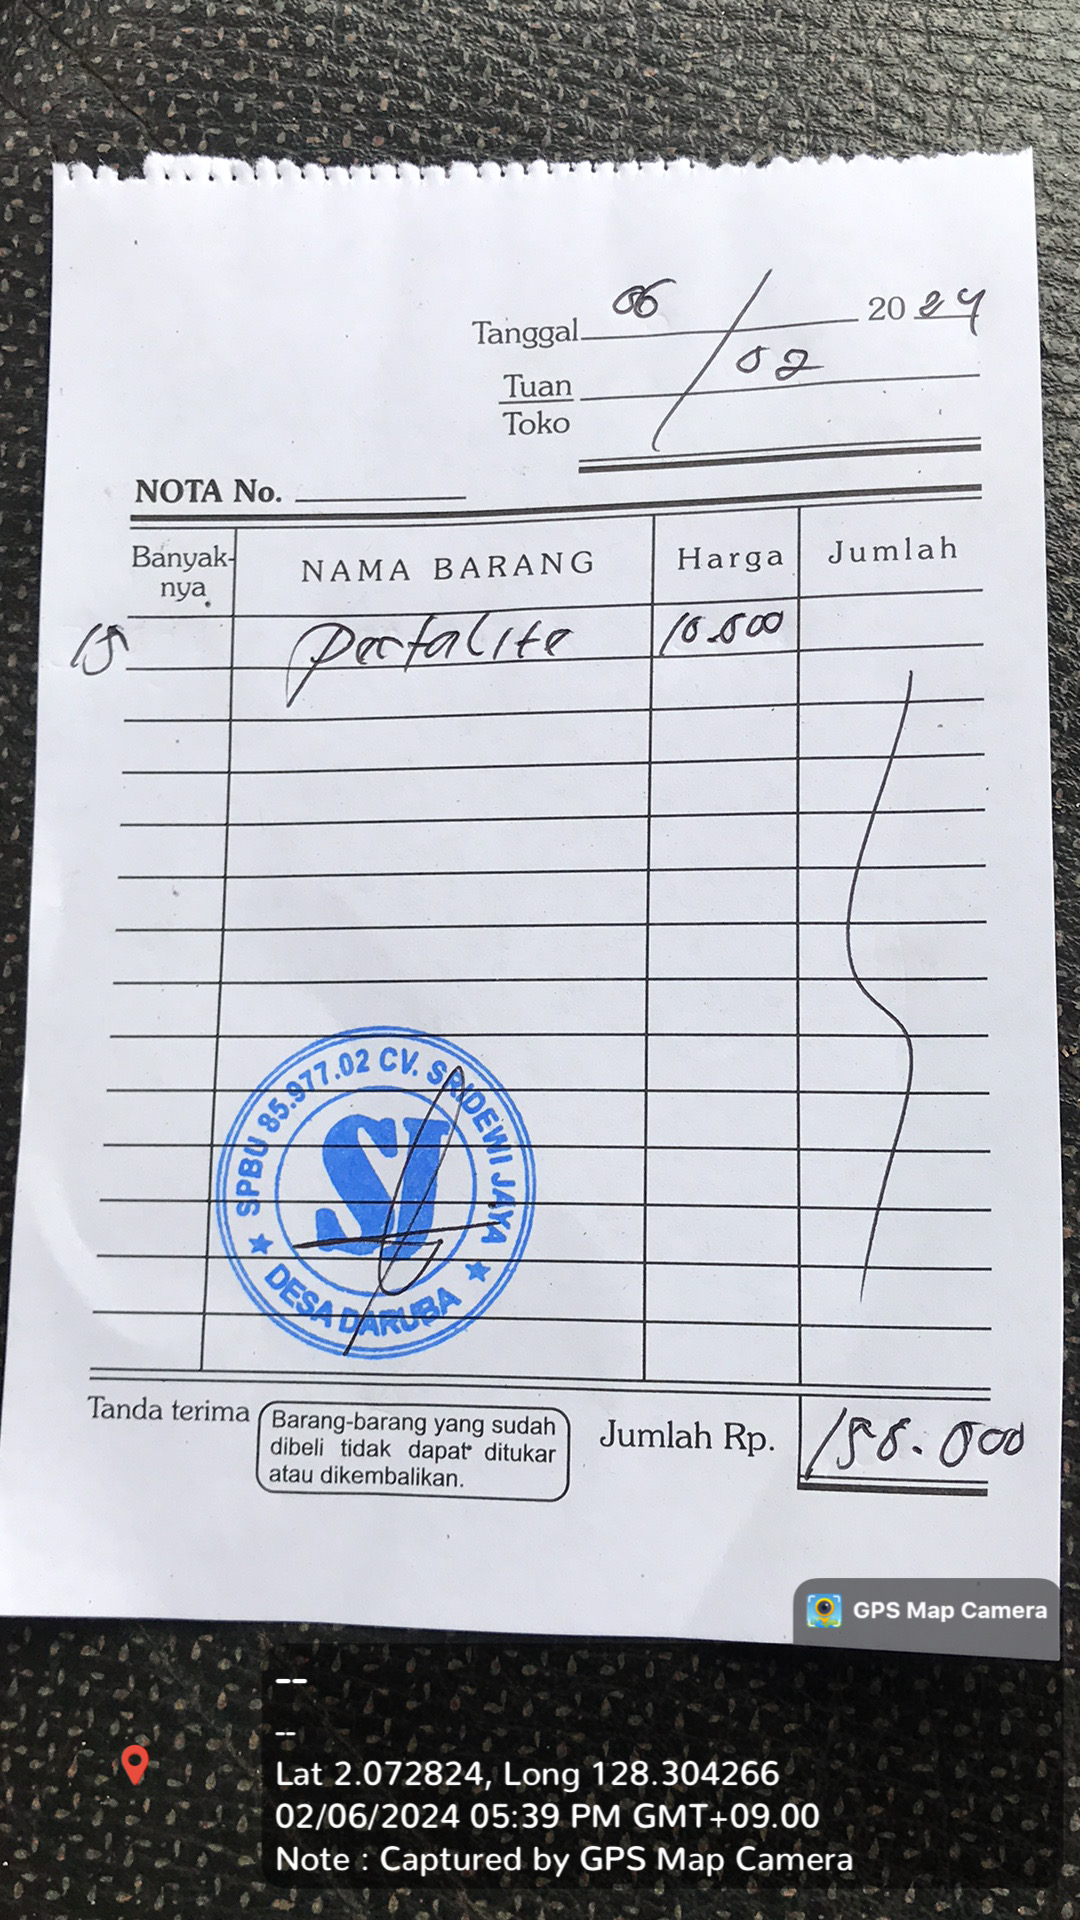 Tanggal 06 / 02 2024
Tuan
Toko
NOTA No.
Banyak-nya. NAMA BARANG Harga Jumlah
15 Pertalite 10.000
SPBU 85.977.02 CV. SRIDEWI JAYA
SJ
DESA DARUBA
Tanda terima
Barang-barang yang sudah
dibeli tidak dapat ditukar
atau dikembalikan.
Jumlah Rp. 150.000
GPS Map Camera
--
--
Lat 2.072824, Long 128.304266
02/06/2024 05:39 PM GMT+09.00
Note : Captured by GPS Map Camera